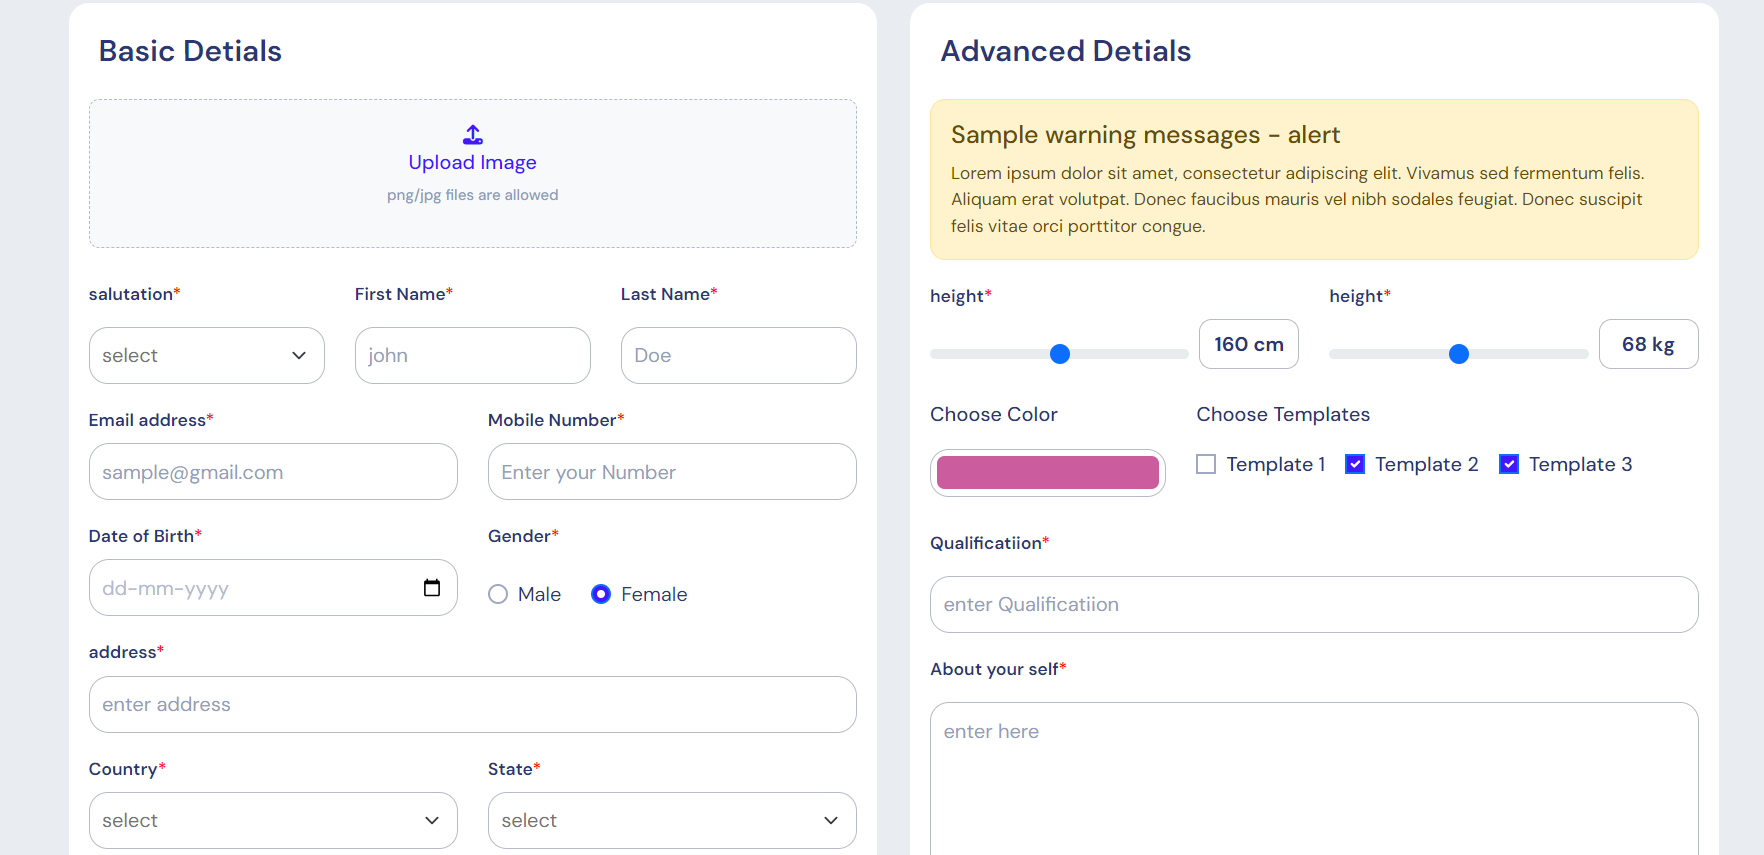 Basic Detials
Upload Image
png/jpg files are allowed
salutation* First Name* Last Name*
select john Doe
Email address* Mobile Number*
sample@gmail.com Enter your Number
Date of Birth* Gender*
dd-mm-yyyy Male Female
address*
enter address
Country* State*
select select
Advanced Detials
Sample warning messages - alert
Lorem ipsum dolor sit amet, consectetur adipiscing elit. Vivamus sed fermentum felis.
Aliquam erat volutpat. Donec faucibus mauris vel nibh sodales feugiat. Donec suscipit
felis vitae orci porttitor congue.
height* height*
160 cm 68 kg
Choose Color Choose Templates
Template 1 Template 2 Template 3
Qualificatiion*
enter Qualificatiion
About your self*
enter here